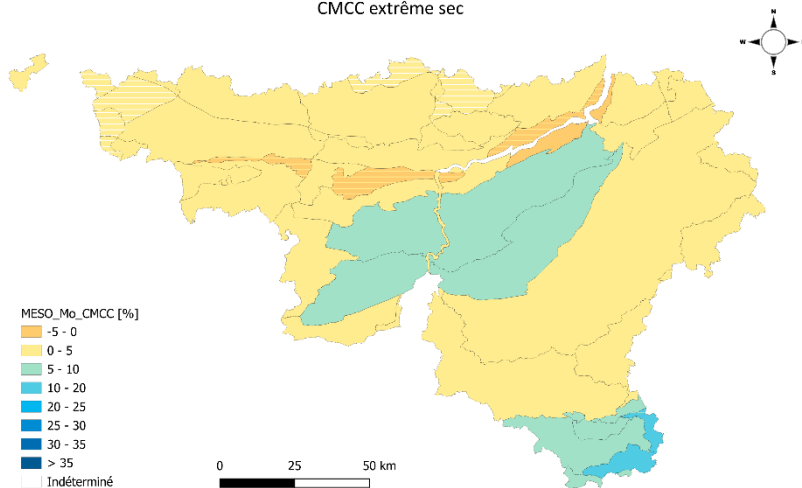 CMCC extrême sec
N
W
S
MESO_Mo_CMCC [%]
-5 - 0
0 - 5
5 - 10
10 - 20
20 - 25
25 - 30
30 - 35
> 35
Indéterminé
0 25 50 km